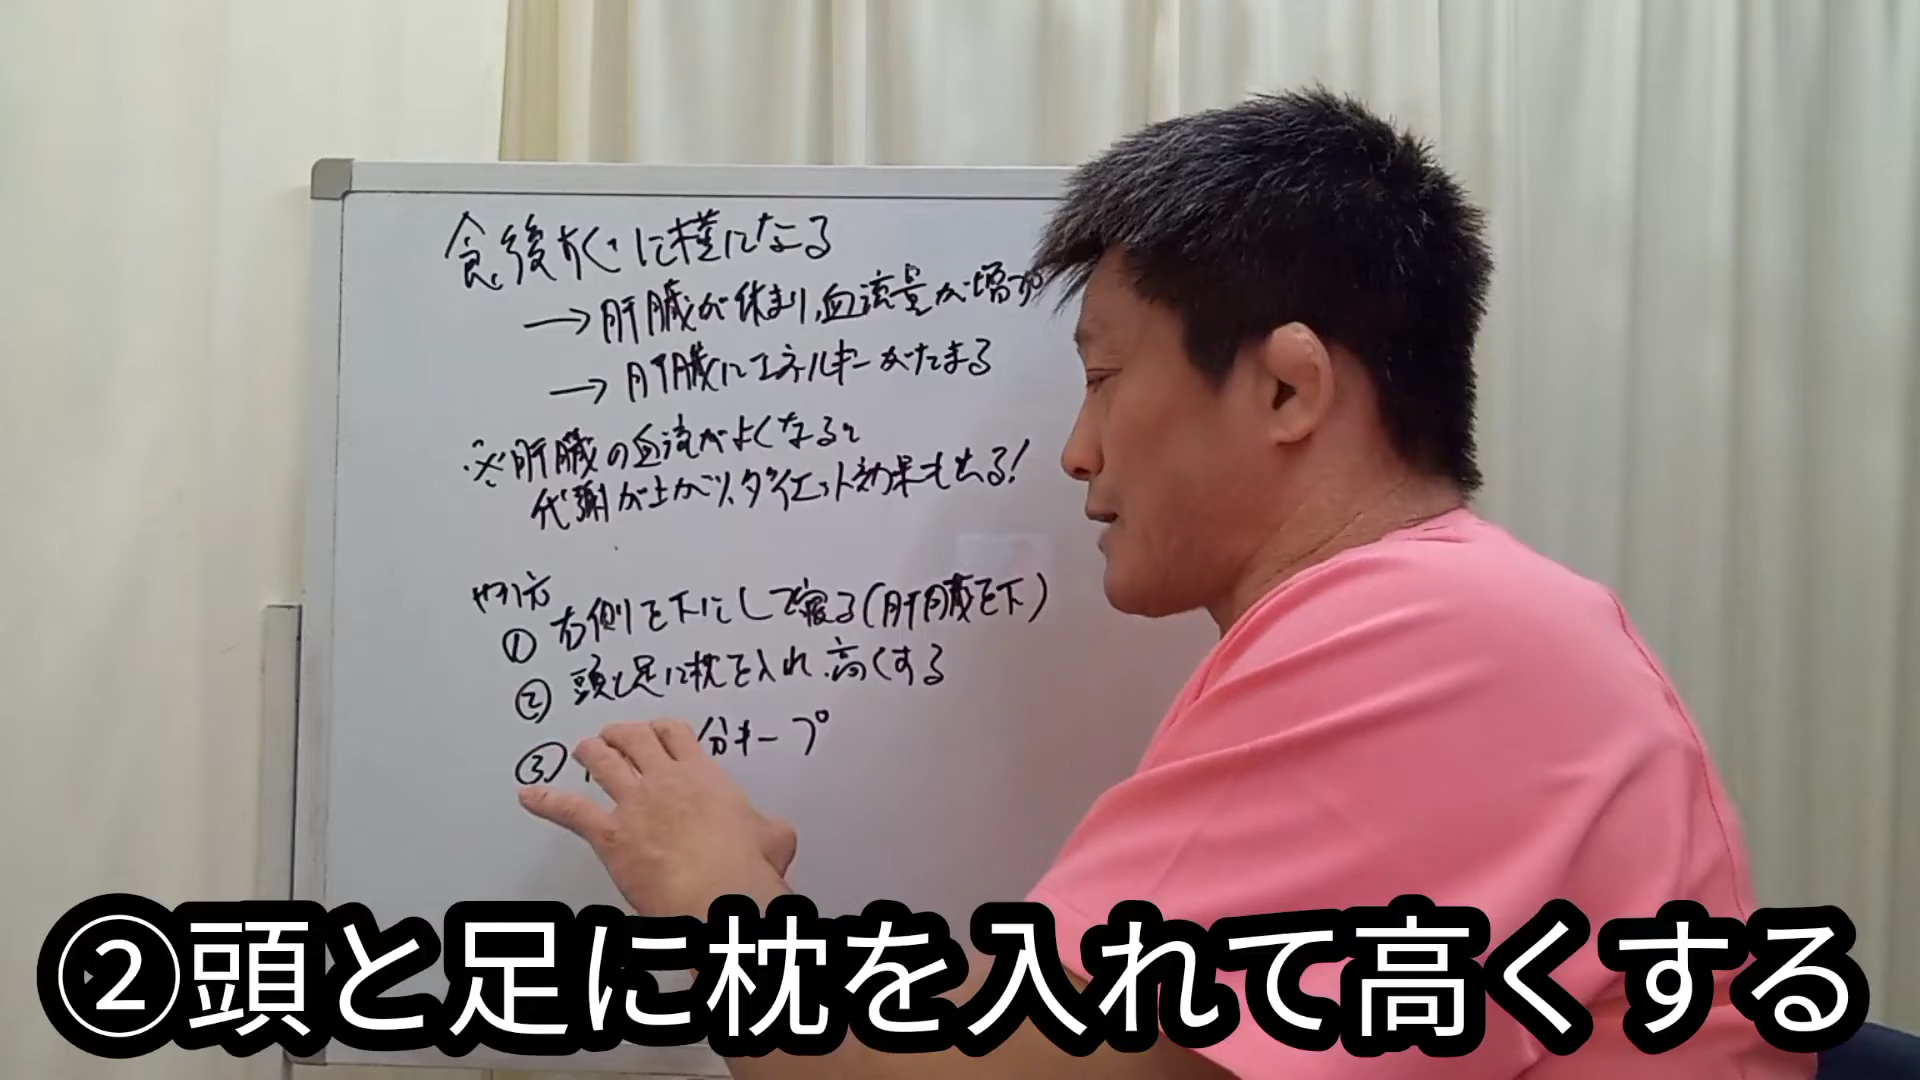 食後すぐに横になる
→肝臓が休まり、血流量が増す
→肝臓にエネルギーがたまる
※肝臓の血流がよくなると
代謝が上がり、ダイエット効果も出る!
やり方
① 右側を下にして寝る(肝臓を下)
② 頭と足に枕を入れ、高くする
③ 分キープ
②頭と足に枕を入れて高くする